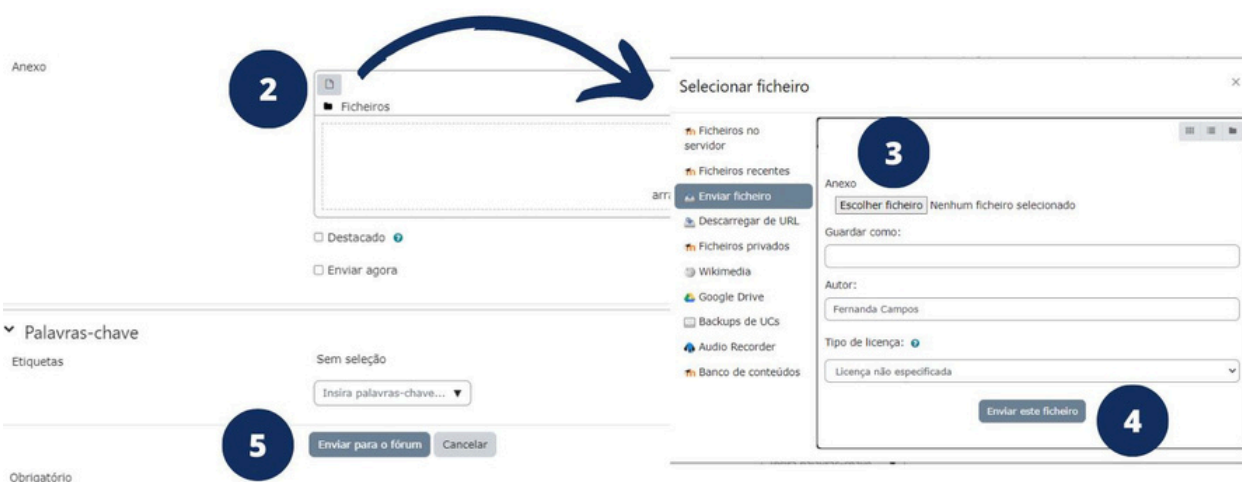 Anexo
2
Ficheiros
arr
Destacado
Enviar agora
Palavras-chave
Etiquetas
Sem seleção
Insira palavras-chave...
5
Enviar para o fórum
Cancelar
Obrigatório
Selecionar ficheiro
Ficheiros no
servidor
Ficheiros recentes
Enviar ficheiro
Descarregar de URL
Ficheiros privados
Wikimedia
Google Drive
Backups de UCs
Audio Recorder
Banco de conteúdos
3
Anexo
Escolher ficheiro Nenhum ficheiro selecionado
Guardar como:
Autor:
Fernanda Campos
Tipo de licença:
Licença não especificada
Enviar este ficheiro
4